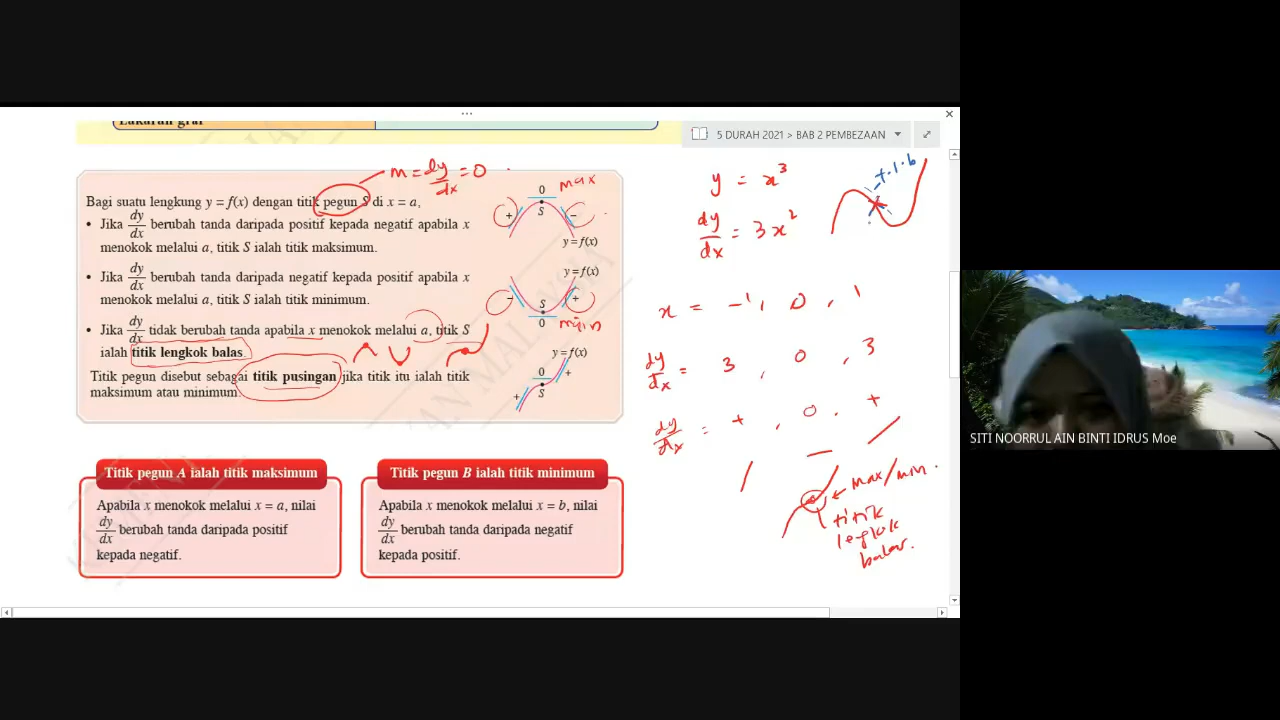 Lakaran graf
5 DURAH 2021 > BAB 2 PEMBEZAAN
m = dy/dx = 0
Bagi suatu lengkung y = f(x) dengan titik pegun S di x = a,
• Jika dy/dx berubah tanda daripada positif kepada negatif apabila x
menokok melalui a, titik S ialah titik maksimum.
• Jika dy/dx berubah tanda daripada negatif kepada positif apabila x
menokok melalui a, titik S ialah titik minimum.
• Jika dy/dx tidak berubah tanda apabila x menokok melalui a, titik S
ialah titik lengkok balas.
Titik pegun disebut sebagai titik pusingan jika titik itu ialah titik
maksimum atau minimum.
0 max
+ S −
y = f(x)
y = f(x)
− S +
0 min
y = f(x)
0
+ S +
Titik pegun A ialah titik maksimum
Apabila x menokok melalui x = a, nilai
dy/dx berubah tanda daripada positif
kepada negatif.
Titik pegun B ialah titik minimum
Apabila x menokok melalui x = b, nilai
dy/dx berubah tanda daripada negatif
kepada positif.
y = x³
t.l.b
dy/dx = 3x²
x = -1, 0, 1
dy/dx = 3, 0, 3
dy/dx = +, 0, +
max/min.
titik
legkok
balas.
SITI NOORRUL AIN BINTI IDRUS Moe